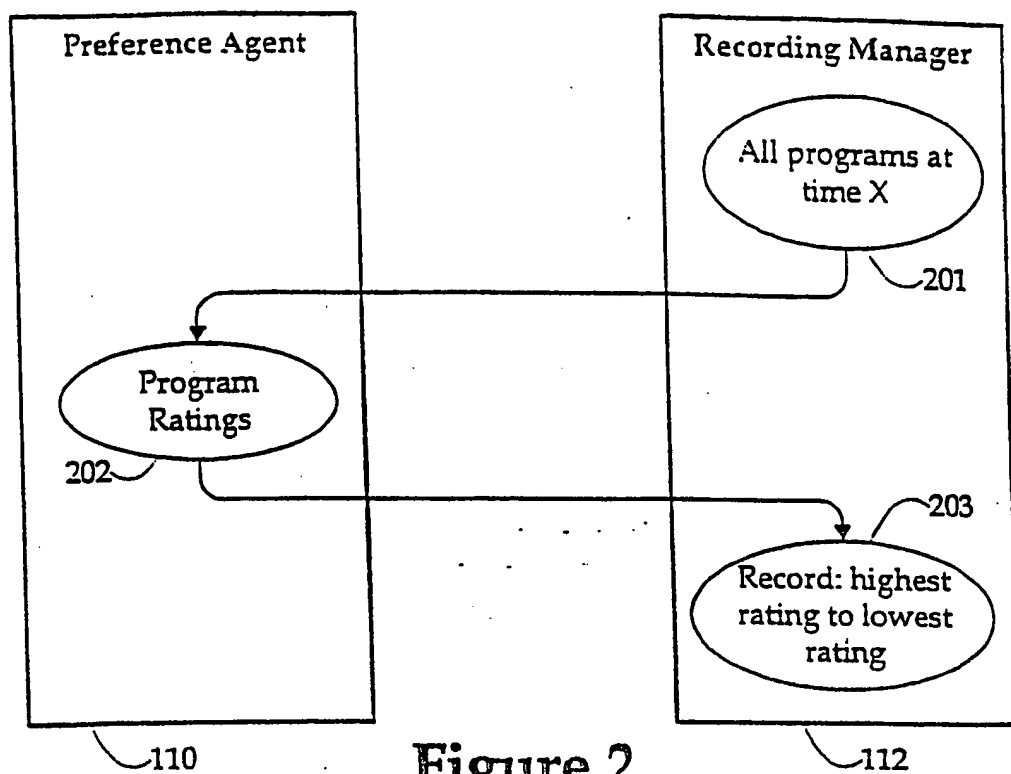 Preference Agent
Recording Manager
All programs at
time X
201
Program
Ratings
202
203
Record: highest
rating to lowest
rating
110
Figure 2
112